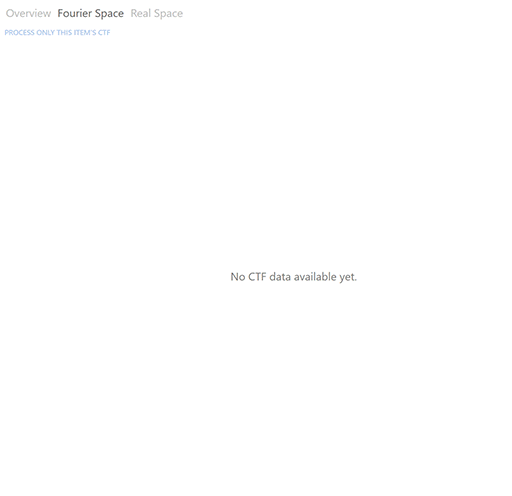 Overview Fourier Space Real Space
PROCESS ONLY THIS ITEM'S CTF
No CTF data available yet.